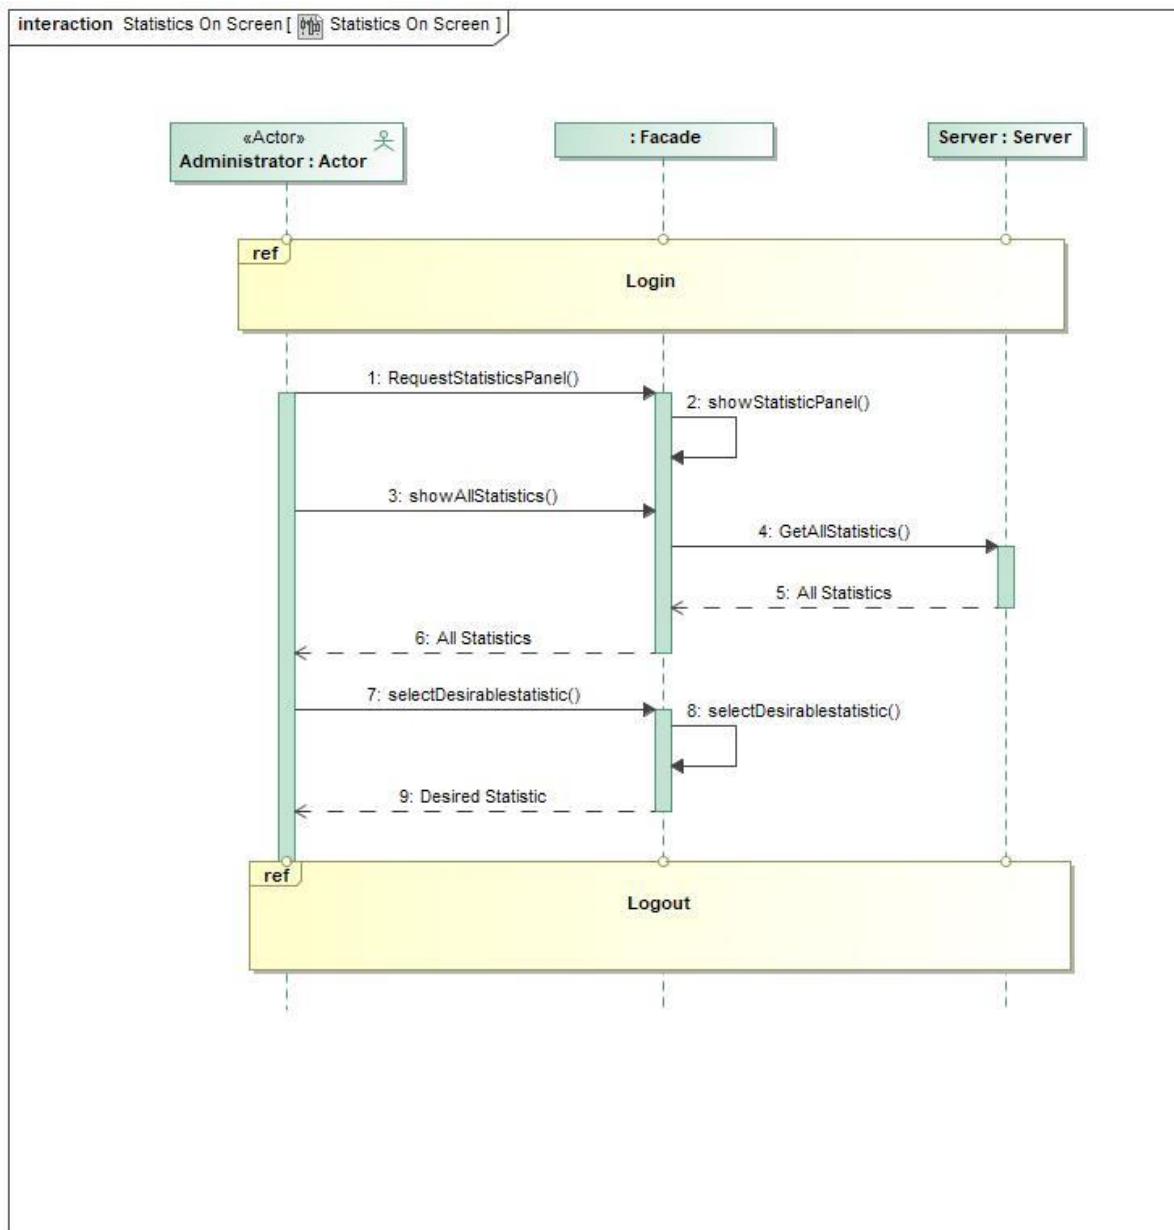 interaction Statistics On Screen [ Statistics On Screen ]
«Actor»
Administrator : Actor
: Facade
Server : Server
ref
Login
1: RequestStatisticsPanel()
2: showStatisticPanel()
3: showAllStatistics()
4: GetAllStatistics()
5: All Statistics
6: All Statistics
7: selectDesirablestatistic()
8: selectDesirablestatistic()
9: Desired Statistic
ref
Logout